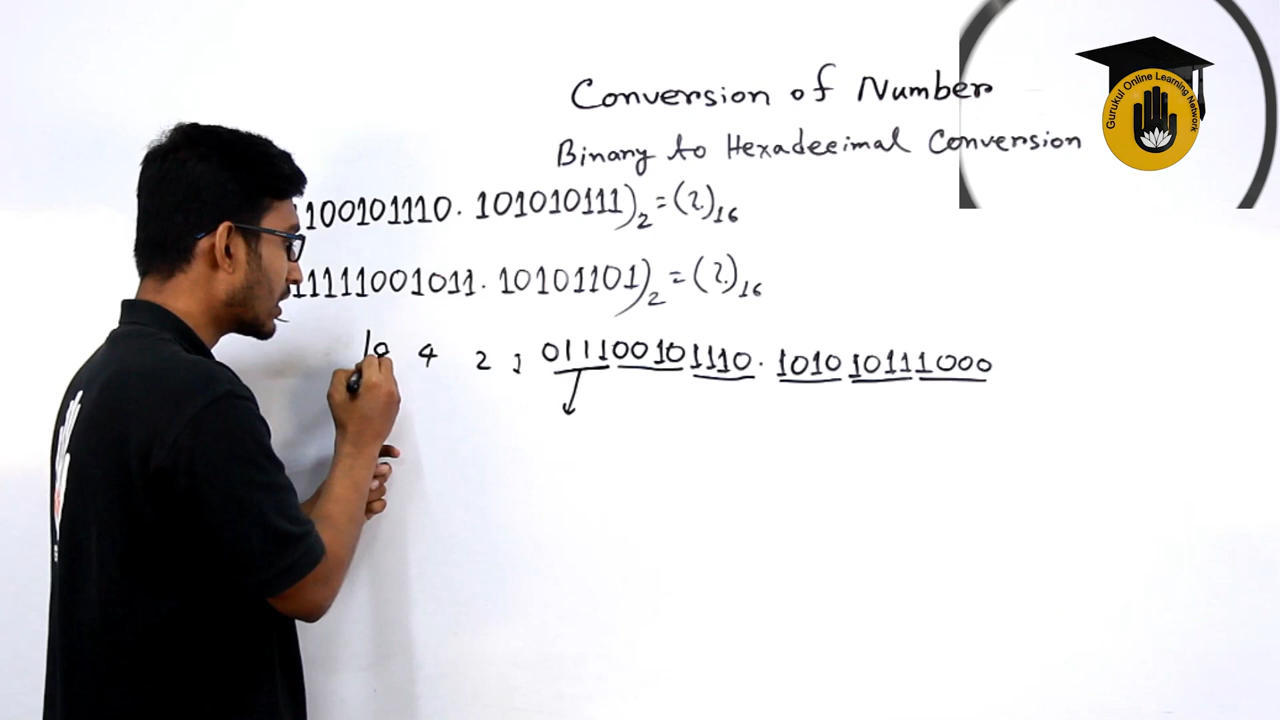 Conversion of Number
Gurukul Online Learning Network
Binary to Hexadecimal Conversion
100101110.101010111)2 = (?)16
11111001011.10101101)2 = (?)16
4 2 1 011100101110.101010111000